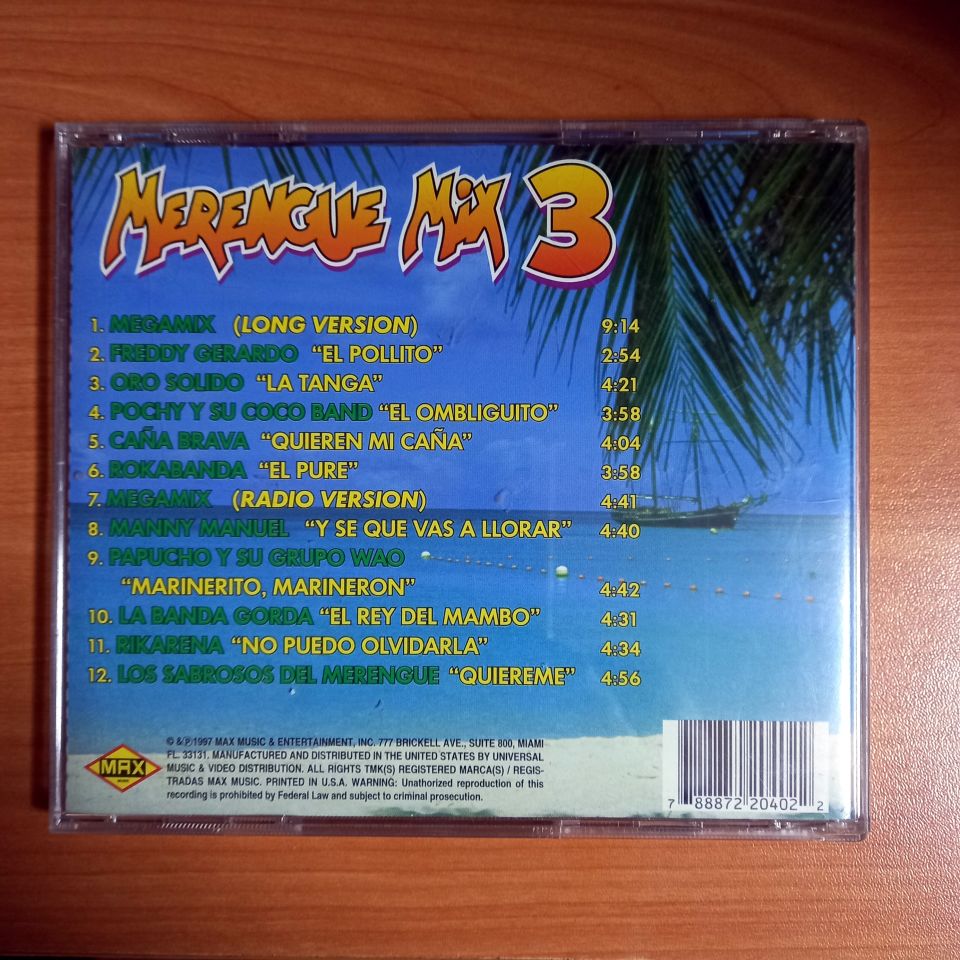 MERENGUE MIX 3
1. MEGAMIX (LONG VERSION) 9:14
2. FREDDY GERARDO "EL POLLITO" 2:54
3. ORO SOLIDO "LA TANGA" 4:21
4. POCHY Y SU COCO BAND "EL OMBLIGUITO" 3:58
5. CAÑA BRAVA "QUIEREN MI CAÑA" 4:04
6. ROKABANDA "EL PURE" 3:58
7. MEGAMIX (RADIO VERSION) 4:41
8. MANNY MANUEL "Y SE QUE VAS A LLORAR" 4:40
9. PAPUCHO Y SU GRUPO WAO
"MARINERITO, MARINERON" 4:42
10. LA BANDA GORDA "EL REY DEL MAMBO" 4:31
11. RIKARENA "NO PUEDO OLVIDARLA" 4:34
12. LOS SABROSOS DEL MERENGUE "QUIEREME" 4:56
MAX
© & ℗ 1997 MAX MUSIC & ENTERTAINMENT, INC. 777 BRICKELL AVE., SUITE 800, MIAMI
FL. 33131. MANUFACTURED AND DISTRIBUTED IN THE UNITED STATES BY UNIVERSAL
MUSIC & VIDEO DISTRIBUTION. ALL RIGHTS TMK(S) REGISTERED MARCA(S) / REGIS-
TRADAS MAX MUSIC. PRINTED IN U.S.A. WARNING: Unathorized reproduction of this
recording is prohibited by Federal Law and subject to criminal prosecution.
7 88872 20402 2